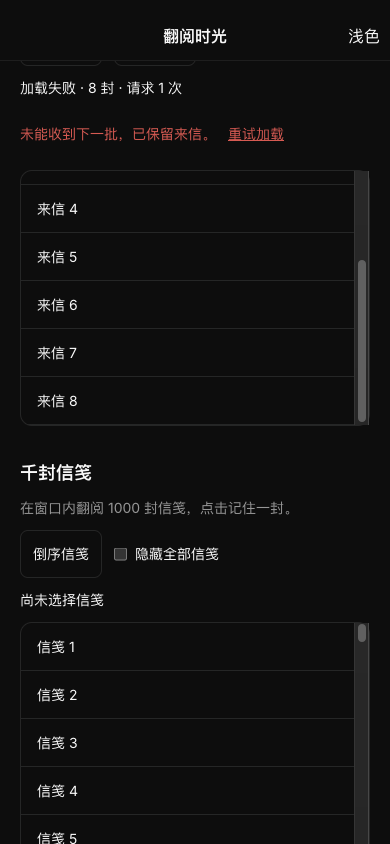 翻阅时光
浅色
加载失败 · 8 封 · 请求 1 次
未能收到下一批，已保留来信。 重试加载
来信 4
来信 5
来信 6
来信 7
来信 8
千封信笺
在窗口内翻阅 1000 封信笺，点击记住一封。
倒序信笺
隐藏全部信笺
尚未选择信笺
信笺 1
信笺 2
信笺 3
信笺 4
信笺 5